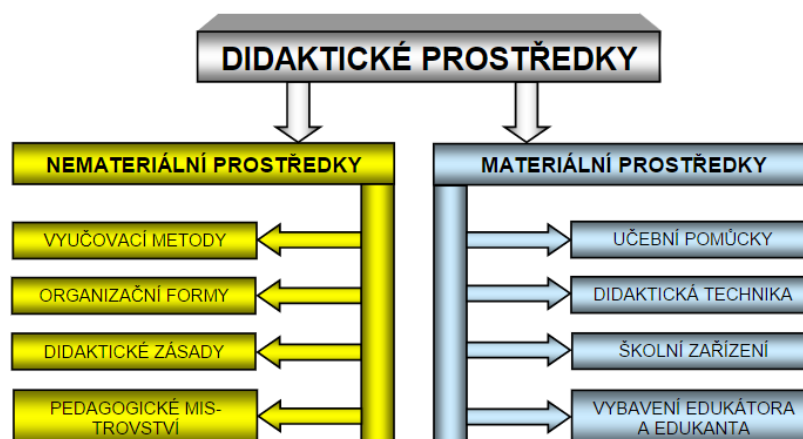 DIDAKTICKÉ PROSTŘEDKY
NEMATERIÁLNÍ PROSTŘEDKY
VYUČOVACÍ METODY
ORGANIZAČNÍ FORMY
DIDAKTICKÉ ZÁSADY
PEDAGOGICKÉ MIS-
TROVSTVÍ
MATERIÁLNÍ PROSTŘEDKY
UČEBNÍ POMŮCKY
DIDAKTICKÁ TECHNIKA
ŠKOLNÍ ZAŘÍZENÍ
VYBAVENÍ EDUKÁTORA
A EDUKANTA